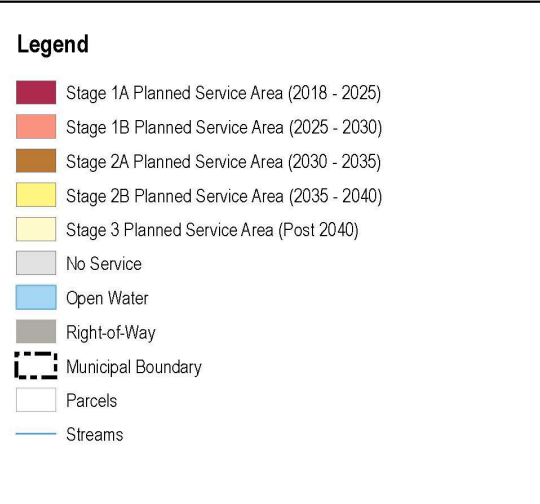 Legend
Stage 1A Planned Service Area (2018 - 2025)
Stage 1B Planned Service Area (2025 - 2030)
Stage 2A Planned Service Area (2030 - 2035)
Stage 2B Planned Service Area (2035 - 2040)
Stage 3 Planned Service Area (Post 2040)
No Service
Open Water
Right-of-Way
Municipal Boundary
Parcels
Streams